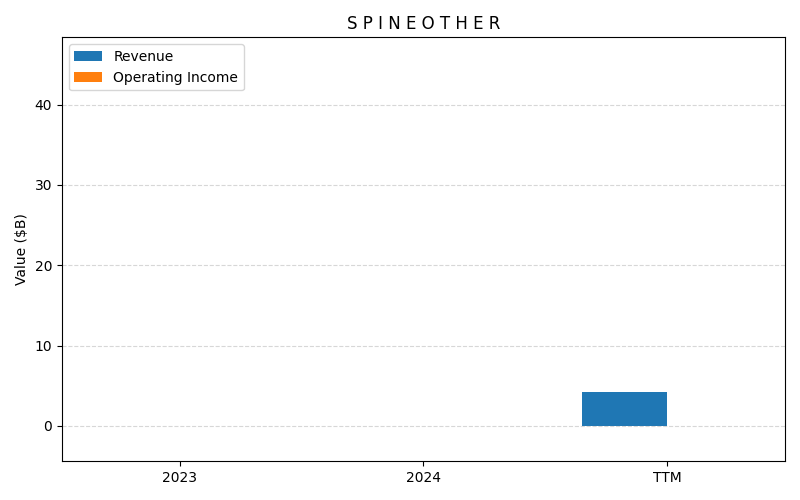 S P I N E O T H E R
Revenue
Operating Income
Value ($B)
40
30
20
10
0
2023
2024
TTM